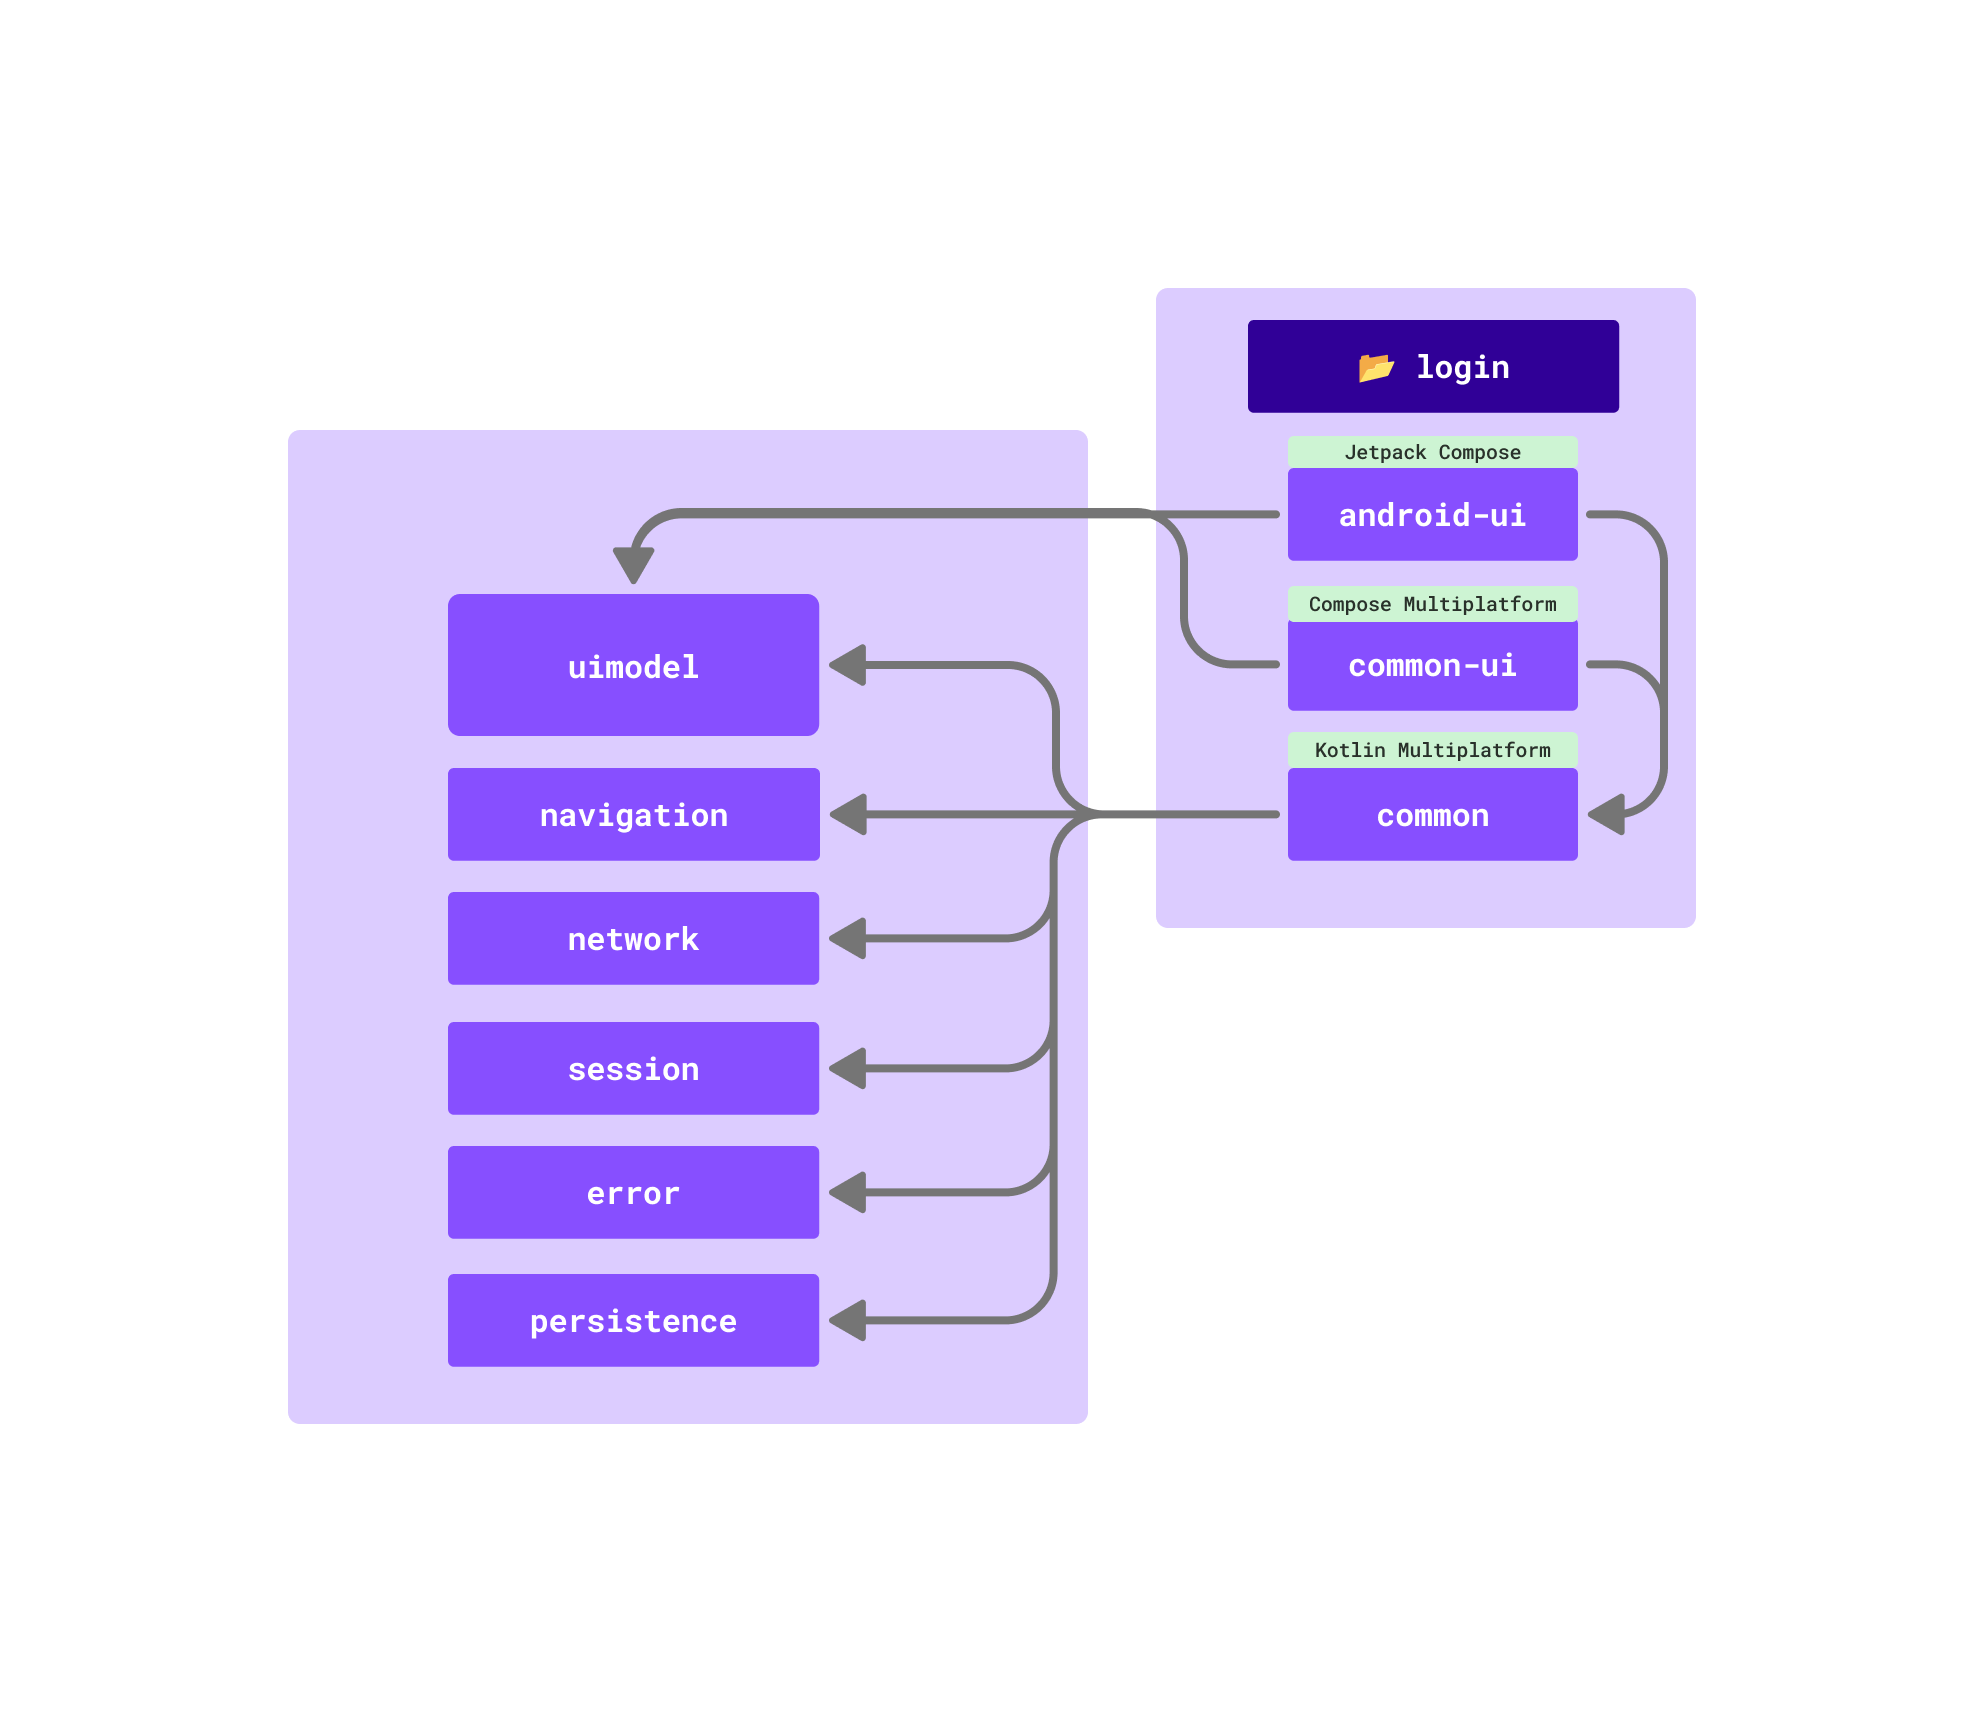 login
Jetpack Compose
android-ui
Compose Multiplatform
common-ui
Kotlin Multiplatform
common
uimodel
navigation
network
session
error
persistence